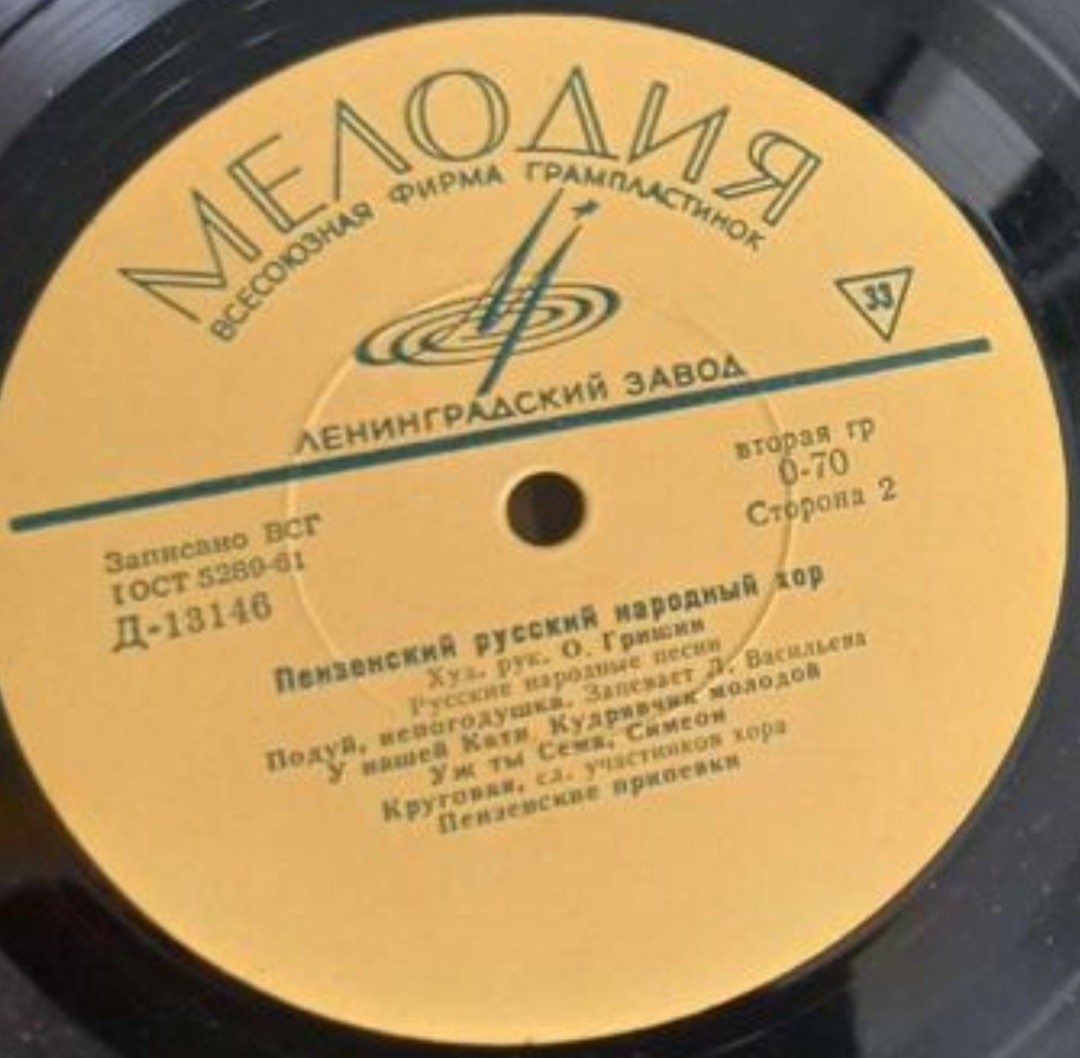 МЕЛОДИЯ
ВСЕСОЮЗНАЯ ФИРМА ГРАМПЛАСТИНОК
33
ЛЕНИНГРАДСКИЙ ЗАВОД
Записано ВСГ
ГОСТ 5289-61
Д-13146
вторая гр
0-70
Сторона 2
Пензенский русский народный хор
Худ. рук. О. Гришин
Русские народные песни
Подуй, непогодушка. Запевает Васильева
У нашей Кати, Кудрявчик молодой
Уж ты Сема, Симеон
Круговая, сл. участников хора
Пензенские припевки